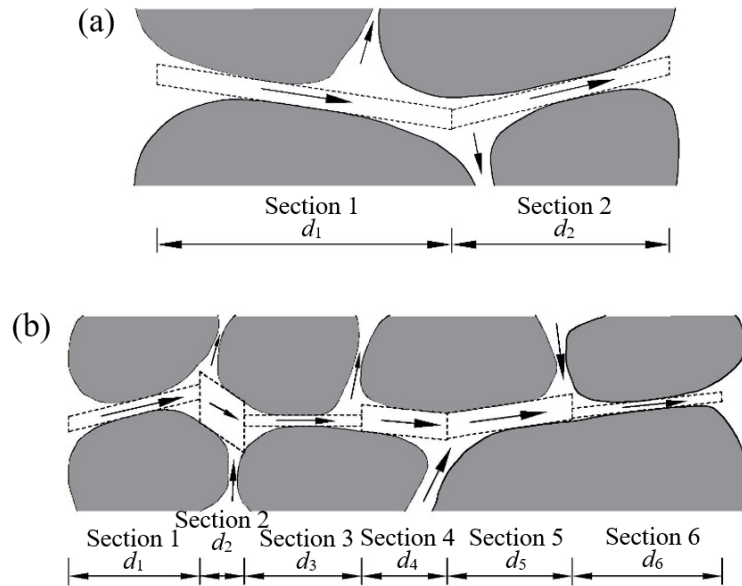 (a)
Section 1 Section 2
d₁ d₂
(b)
Section 1 Section 2 Section 3 Section 4 Section 5 Section 6
d₁ d₂ d₃ d₄ d₅ d₆